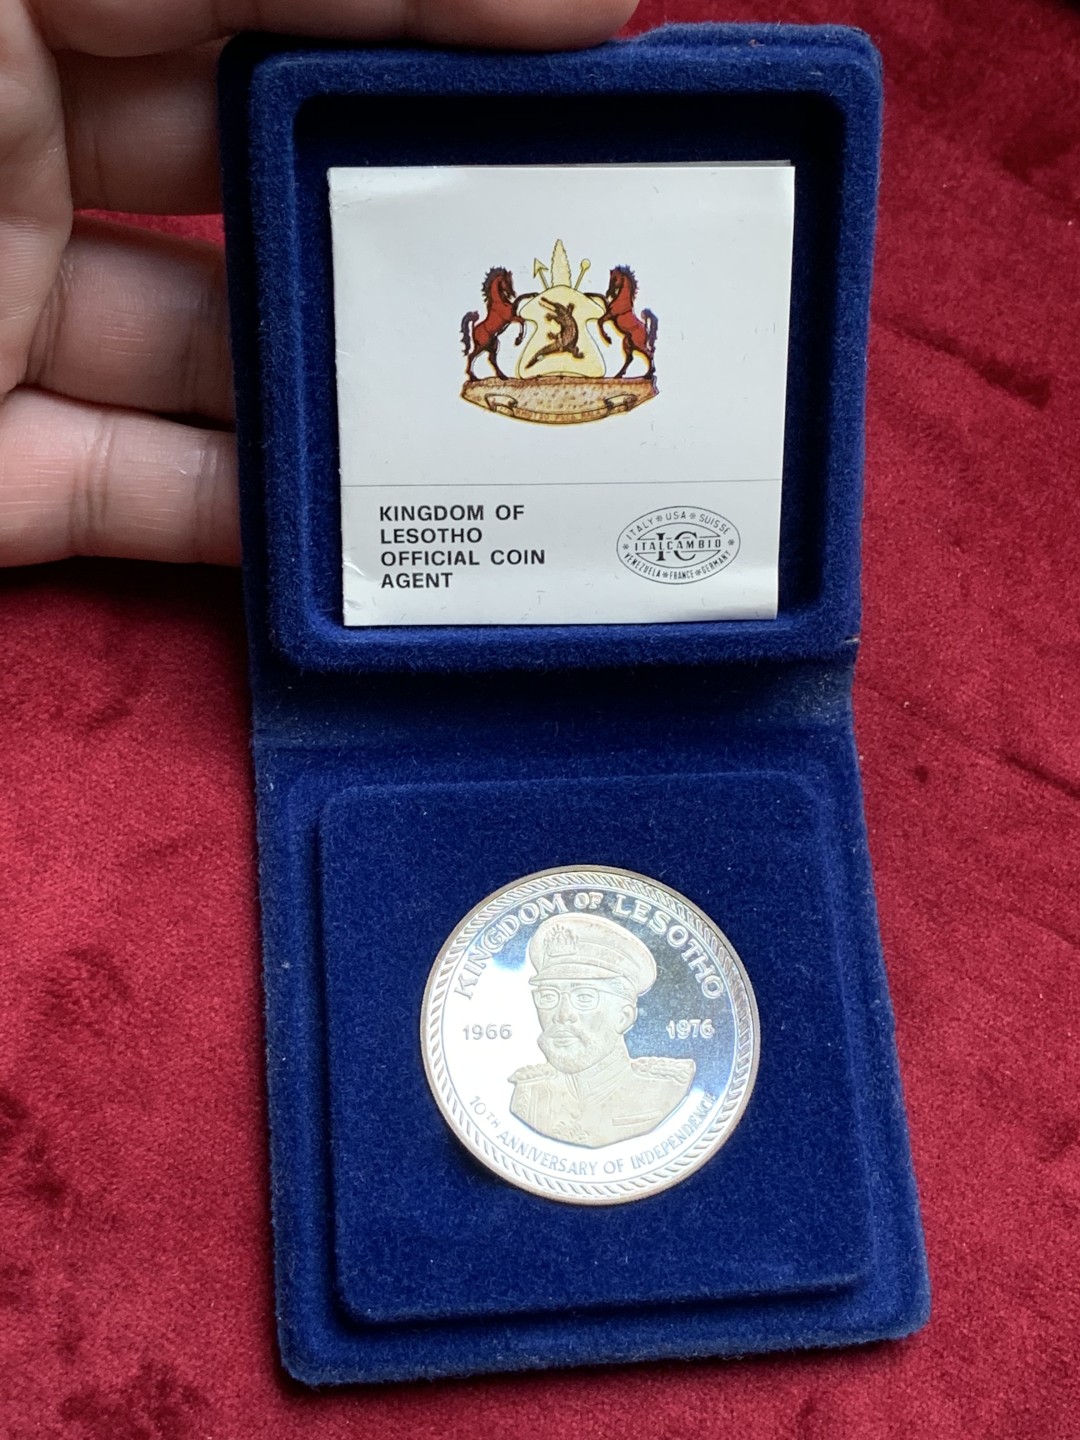 KINGDOM OF
LESOTHO
OFFICIAL COIN
AGENT
ITALY USA SUISSE
IC
ITALCAMBIO
VENEZUELA FRANCE GERMANY
KINGDOM OF LESOTHO
1966
1976
10TH ANNIVERSARY OF INDEPENDENCE